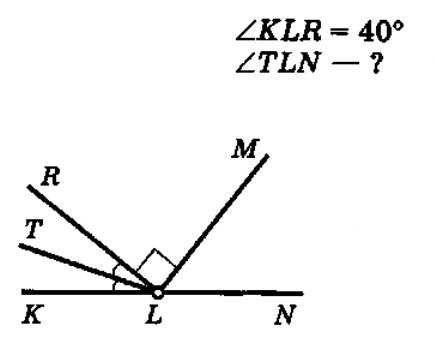 ∠KLR = 40°
∠TLN — ?
M
R
T
K L N